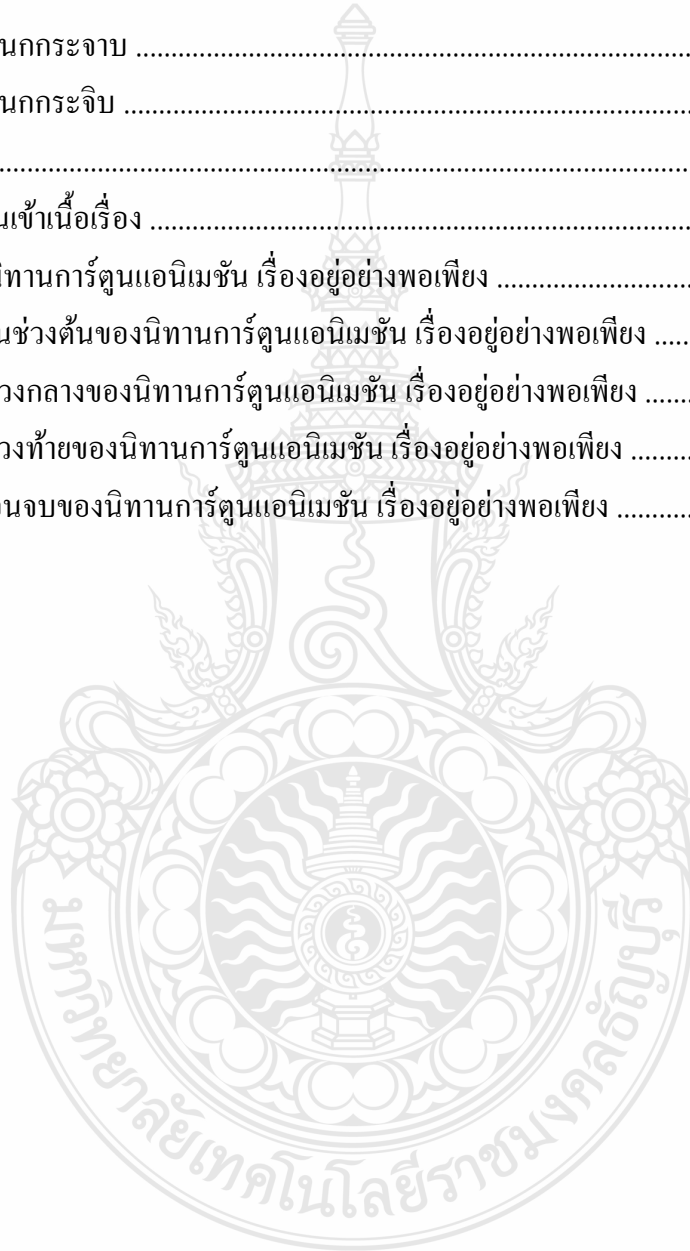 นกกระจาบ ........................................................................
นกกระจิบ ..........................................................................
..........................................................................................
นเข้าเนื้อเรื่อง .....................................................................
นิทานการ์ตูนแอนิเมชัน เรื่องอยู่อย่างพอเพียง .........................
นช่วงต้นของนิทานการ์ตูนแอนิเมชัน เรื่องอยู่อย่างพอเพียง .....
วงกลางของนิทานการ์ตูนแอนิเมชัน เรื่องอยู่อย่างพอเพียง .......
วงท้ายของนิทานการ์ตูนแอนิเมชัน เรื่องอยู่อย่างพอเพียง .........
อนจบของนิทานการ์ตูนแอนิเมชัน เรื่องอยู่อย่างพอเพียง ...........
มหาวิทยาลัยเทคโนโลยีราชมงคลธัญบุรี